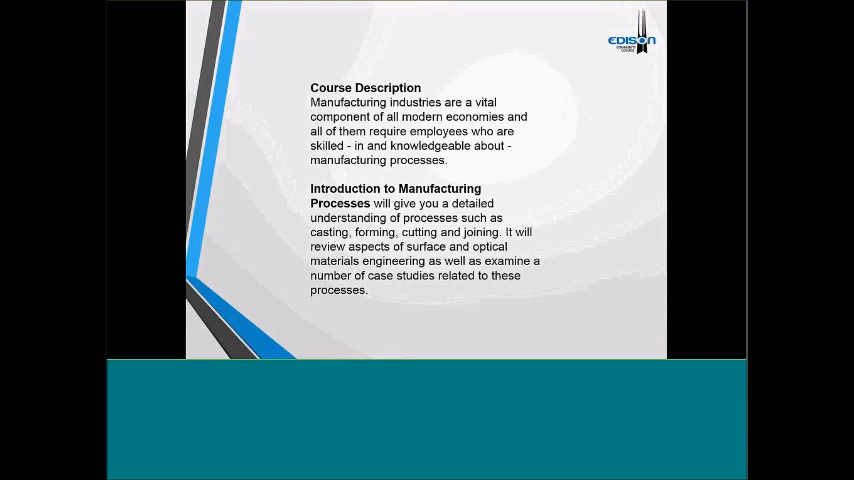 EDISON
COMMUNITY
COLLEGE
Course Description
Manufacturing industries are a vital
component of all modern economies and
all of them require employees who are
skilled - in and knowledgeable about -
manufacturing processes.
Introduction to Manufacturing
Processes will give you a detailed
understanding of processes such as
casting, forming, cutting and joining. It will
review aspects of surface and optical
materials engineering as well as examine a
number of case studies related to these
processes.